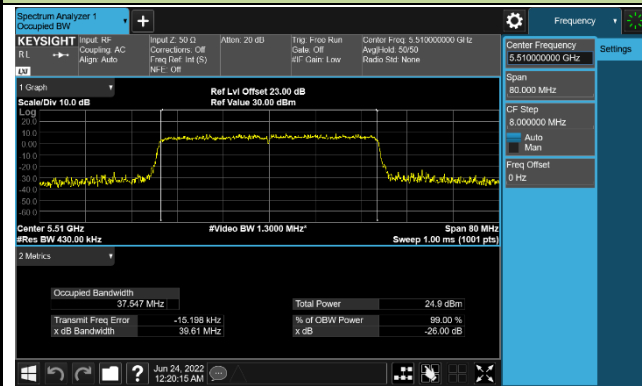 Spectrum Analyzer 1
Occupied BW
Frequency
KEYSIGHT
RL
LXI
Input: RF
Coupling: AC
Align: Auto
Input Z: 50 Ω
Corrections: Off
Freq Ref: Int (S)
NFE: Off
Atten: 20 dB
Trig: Free Run
Gate: Off
#IF Gain: Low
Center Freq: 5.510000000 GHz
Avg|Hold: 50/50
Radio Std: None
Center Frequency
5.510000000 GHz
Settings
Span
80.000 MHz
CF Step
8.000000 MHz
Auto
Man
Freq Offset
0 Hz
1 Graph
Scale/Div 10.0 dB
Ref Lvl Offset 23.00 dB
Ref Value 30.00 dBm
Log
20.0
10.0
0.00
-10.0
-20.0
-30.0
-40.0
-50.0
-60.0
Center 5.51 GHz
#Video BW 1.3000 MHz*
Span 80 MHz
#Res BW 430.00 kHz
Sweep 1.00 ms (1001 pts)
2 Metrics
Occupied Bandwidth
37.547 MHz
Total Power 24.9 dBm
Transmit Freq Error -15.198 kHz
% of OBW Power 99.00 %
x dB Bandwidth 39.61 MHz
x dB -26.00 dB
?
Jun 24, 2022
12:20:15 AM